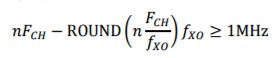 nF_CH − ROUND(n F_CH/f_XO) f_XO ≥ 1MHz